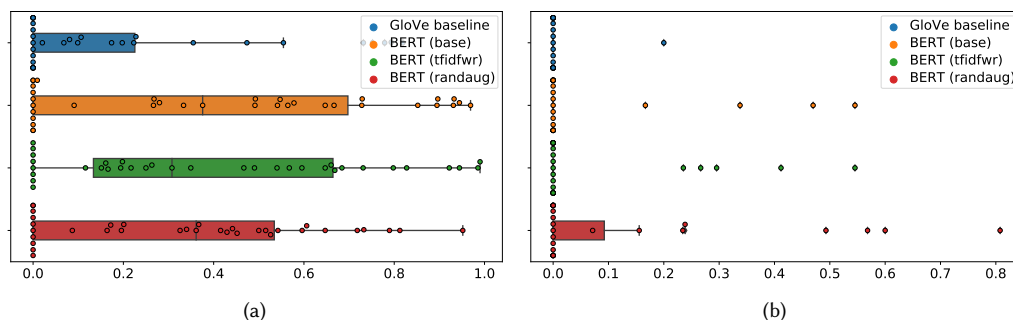 GloVe baseline
BERT (base)
BERT (tfidfwr)
BERT (randaug)
0.0 0.2 0.4 0.6 0.8 1.0
(a)
GloVe baseline
BERT (base)
BERT (tfidfwr)
BERT (randaug)
0.0 0.1 0.2 0.3 0.4 0.5 0.6 0.7 0.8
(b)